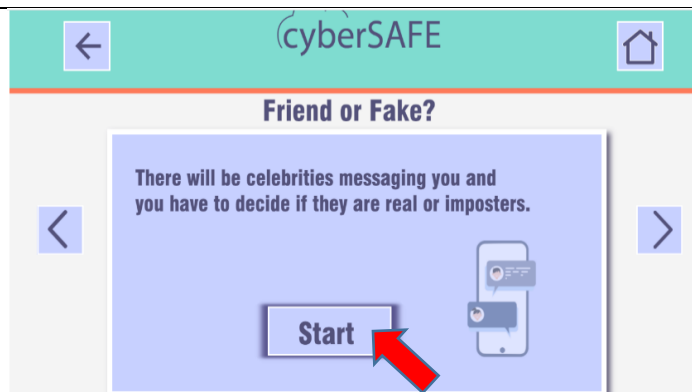 cyberSAFE
Friend or Fake?
There will be celebrities messaging you and
you have to decide if they are real or imposters.
Start